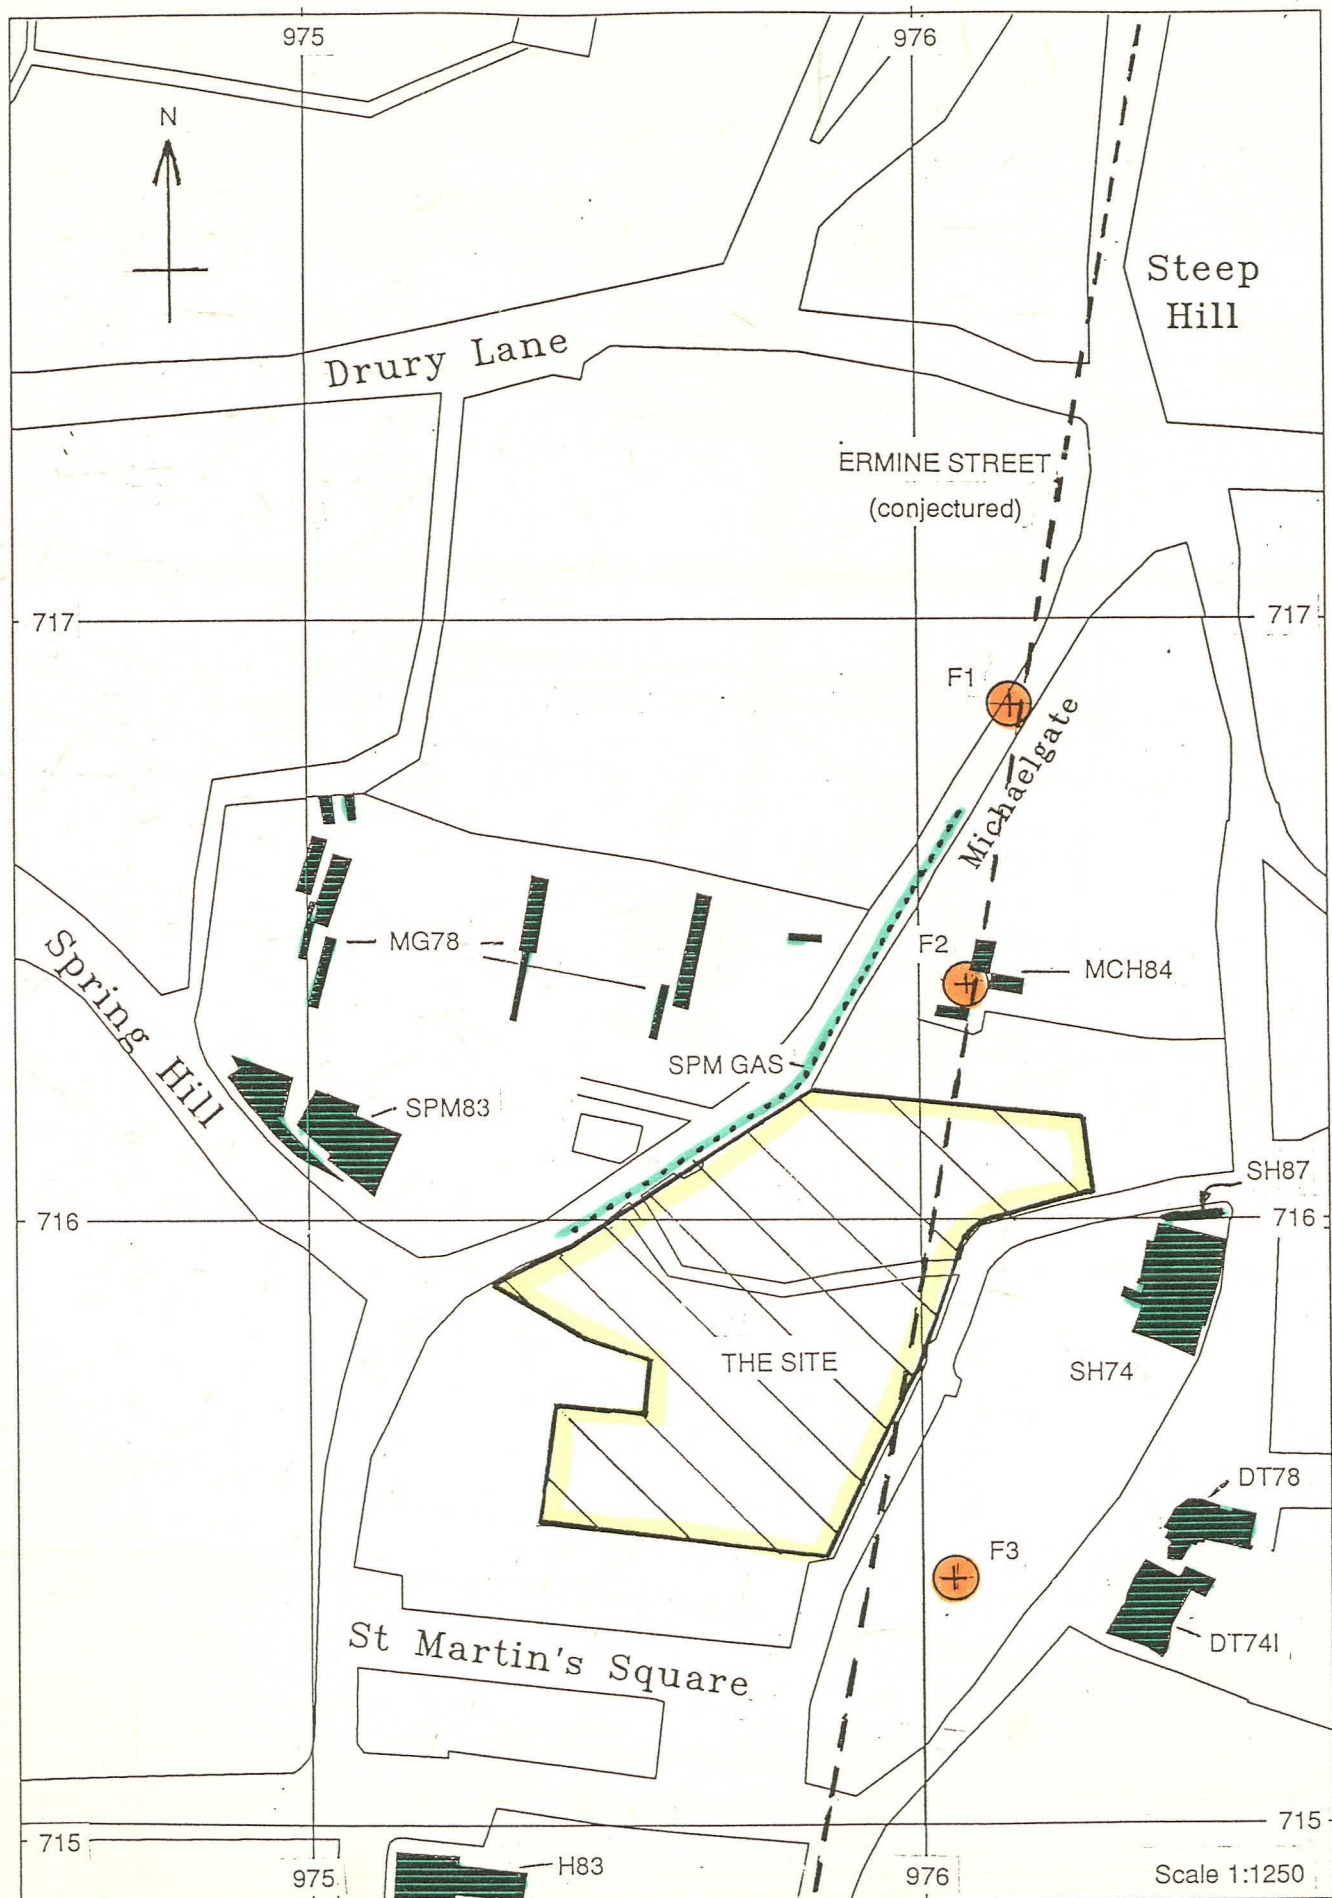 975
976
N
Steep
Hill
Drury Lane
ERMINE STREET
(conjectured)
717
717
F1
Michaelgate
MG78
F2
MCH84
Spring Hill
SPM GAS
SPM83
SH87
716
716
THE SITE
SH74
DT78
F3
DT74I
St Martin's Square
715
715
975
H83
976
Scale 1:1250